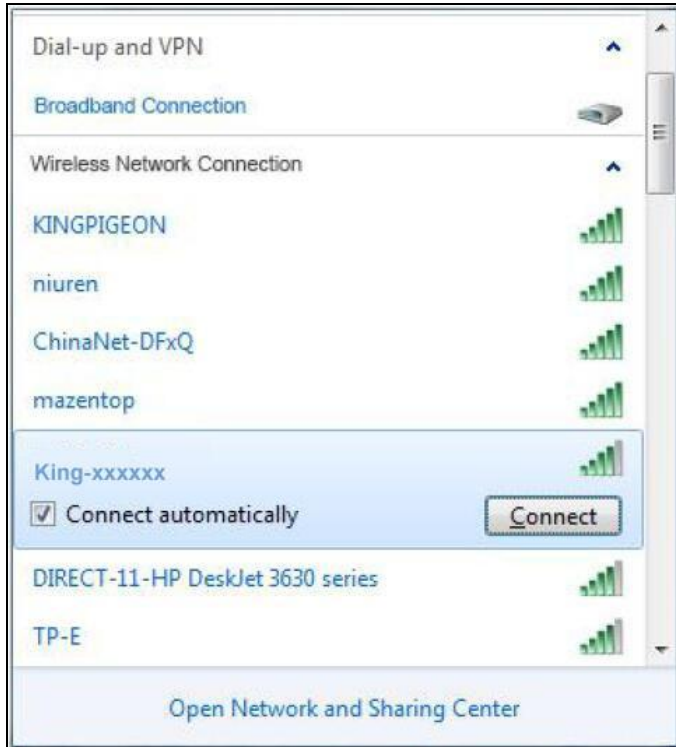 Dial-up and VPN
Broadband Connection
Wireless Network Connection
KINGPIGEON
niuren
ChinaNet-DFxQ
mazentop
King-xxxxxx
Connect automatically
Connect
DIRECT-11-HP DeskJet 3630 series
TP-E
Open Network and Sharing Center